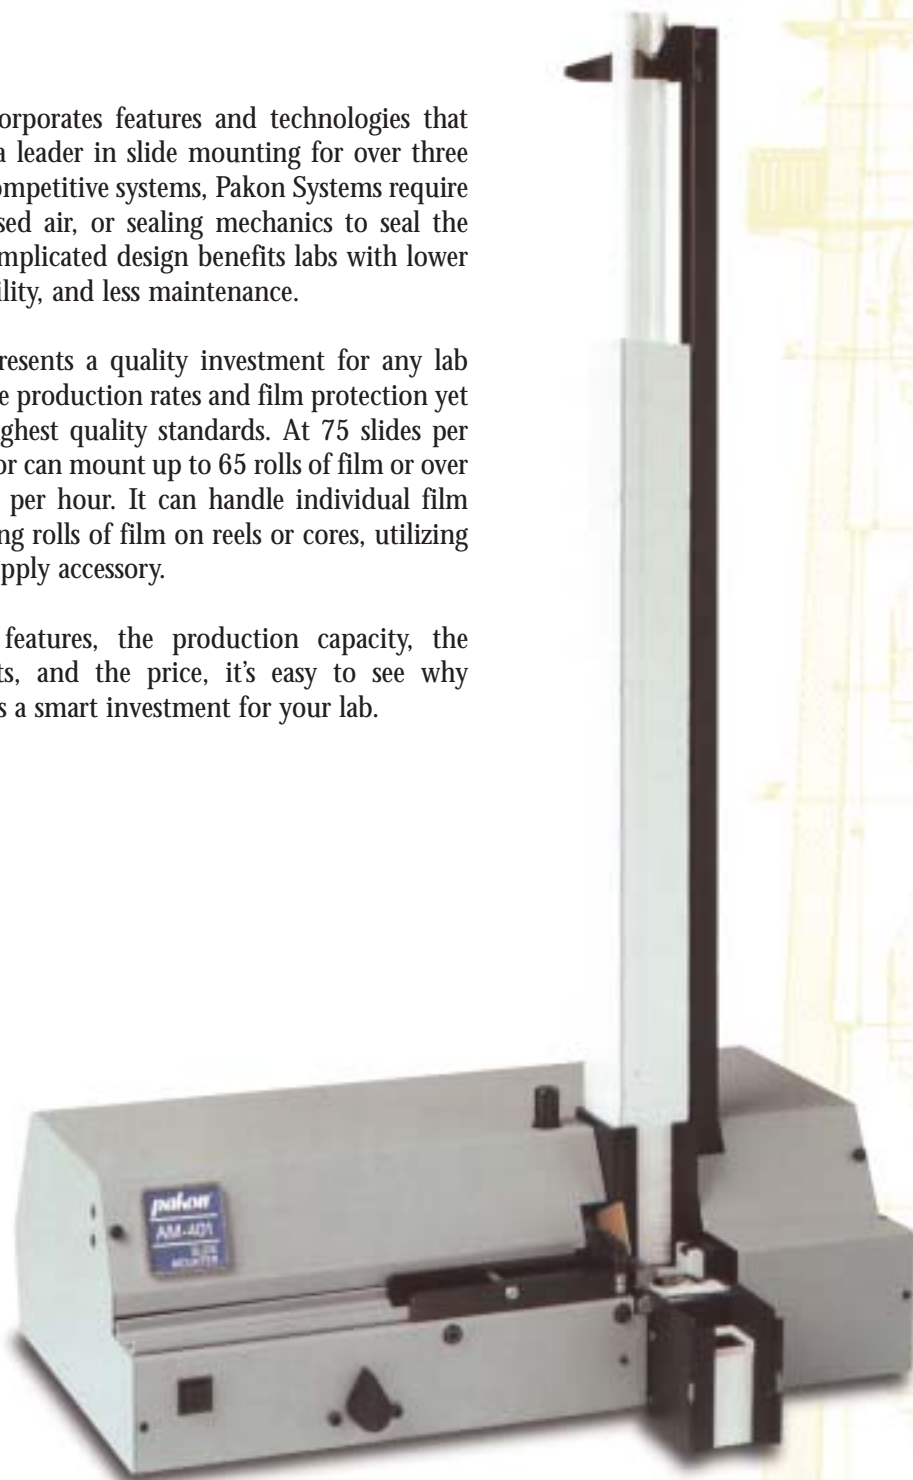 orporates features and technologies that
a leader in slide mounting for over three
ompetitive systems, Pakon Systems require
sed air, or sealing mechanics to seal the
mplicated design benefits labs with lower
ility, and less maintenance.
resents a quality investment for any lab
e production rates and film protection yet
ghest quality standards. At 75 slides per
or can mount up to 65 rolls of film or over
per hour. It can handle individual film
ng rolls of film on reels or cores, utilizing
pply accessory.
features, the production capacity, the
ts, and the price, it's easy to see why
s a smart investment for your lab.
pakon
AM-401
SLIDE
MOUNTER